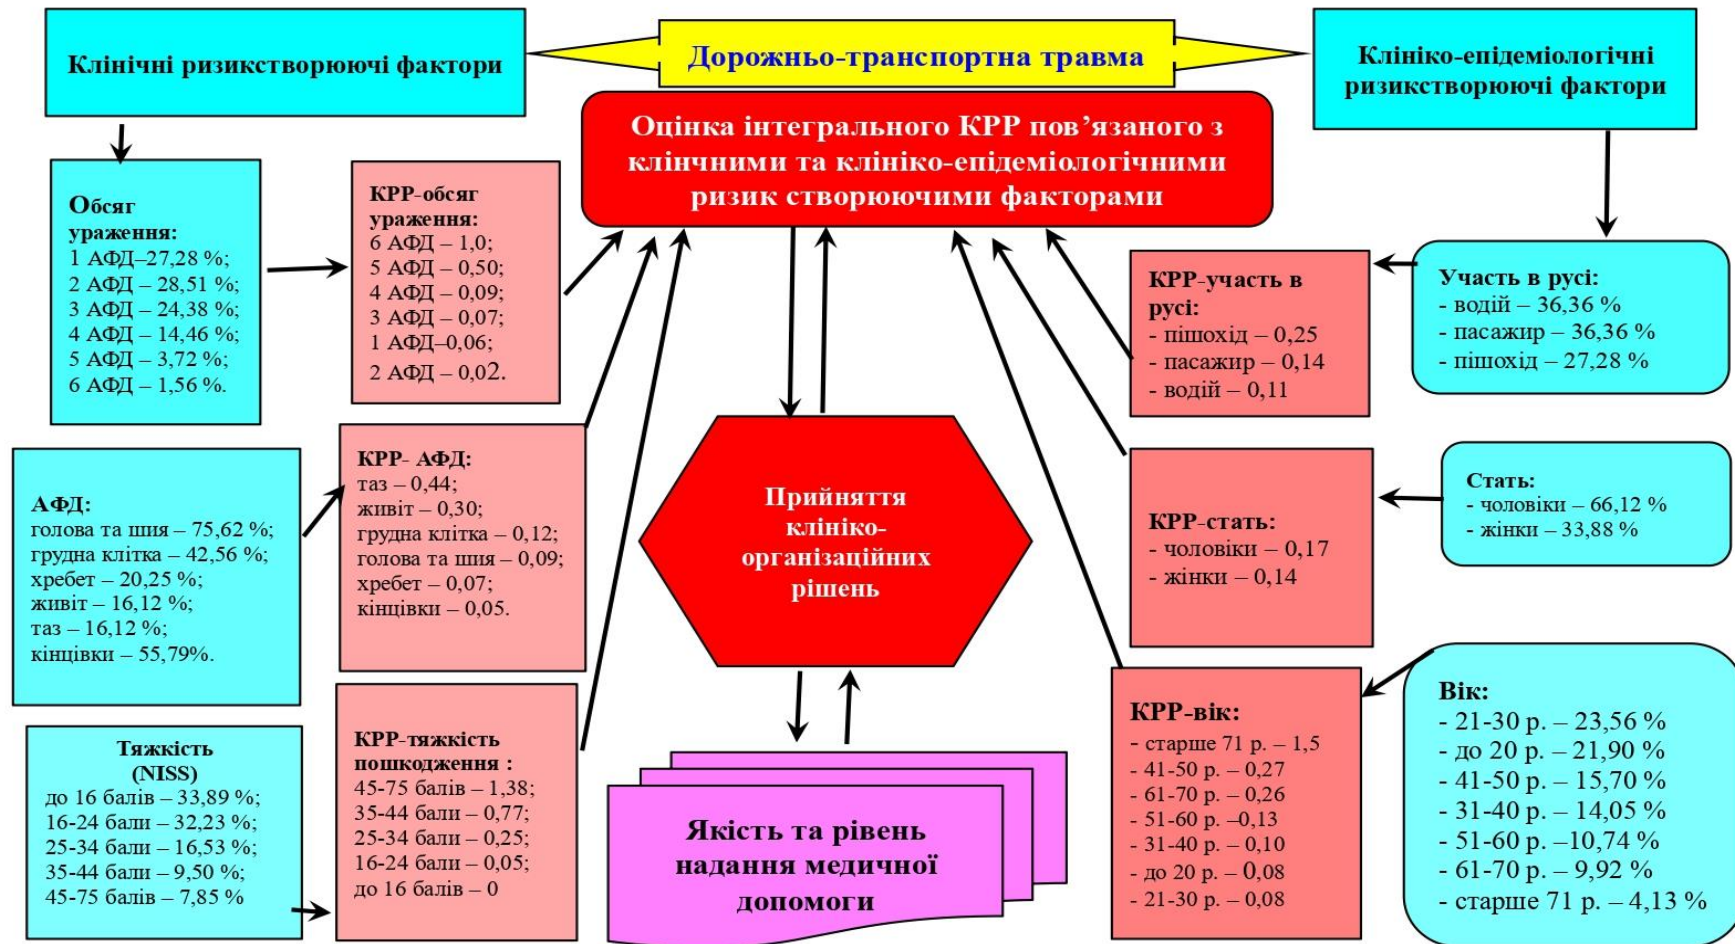 Клінічні ризикстворюючі фактори
Дорожньо-транспортна травма
Клініко-епідеміологічні
ризикстворюючі фактори
Оцінка інтегрального КРР пов’язаного з
клінчними та клініко-епідеміологічними
ризик створюючими факторами
Обсяг
ураження:
1 АФД–27,28 %;
2 АФД – 28,51 %;
3 АФД – 24,38 %;
4 АФД – 14,46 %;
5 АФД – 3,72 %;
6 АФД – 1,56 %.
КРР-обсяг
ураження:
6 АФД – 1,0;
5 АФД – 0,50;
4 АФД – 0,09;
3 АФД – 0,07;
1 АФД–0,06;
2 АФД – 0,02.
КРР-участь в
русі:
- пішохід – 0,25
- пасажир – 0,14
- водій – 0,11
Участь в русі:
- водій – 36,36 %
- пасажир – 36,36 %
- пішохід – 27,28 %
АФД:
голова та шия – 75,62 %;
грудна клітка – 42,56 %;
хребет – 20,25 %;
живіт – 16,12 %;
таз – 16,12 %;
кінцівки – 55,79%.
КРР- АФД:
таз – 0,44;
живіт – 0,30;
грудна клітка – 0,12;
голова та шия – 0,09;
хребет – 0,07;
кінцівки – 0,05.
Прийняття
клініко-
організаційних
рішень
КРР-стать:
- чоловіки – 0,17
- жінки – 0,14
Стать:
- чоловіки – 66,12 %
- жінки – 33,88 %
Тяжкість
(NISS)
до 16 балів – 33,89 %;
16-24 бали – 32,23 %;
25-34 бали – 16,53 %;
35-44 бали – 9,50 %;
45-75 балів – 7,85 %
КРР-тяжкість
пошкодження :
45-75 балів – 1,38;
35-44 бали – 0,77;
25-34 бали – 0,25;
16-24 бали – 0,05;
до 16 балів – 0
Якість та рівень
надання медичної
допомоги
КРР-вік:
- старше 71 р. – 1,5
- 41-50 р. – 0,27
- 61-70 р. – 0,26
- 51-60 р. –0,13
- 31-40 р. – 0,10
- до 20 р. – 0,08
- 21-30 р. – 0,08
Вік:
- 21-30 р. – 23,56 %
- до 20 р. – 21,90 %
- 41-50 р. – 15,70 %
- 31-40 р. – 14,05 %
- 51-60 р. –10,74 %
- 61-70 р. – 9,92 %
- старше 71 р. – 4,13 %